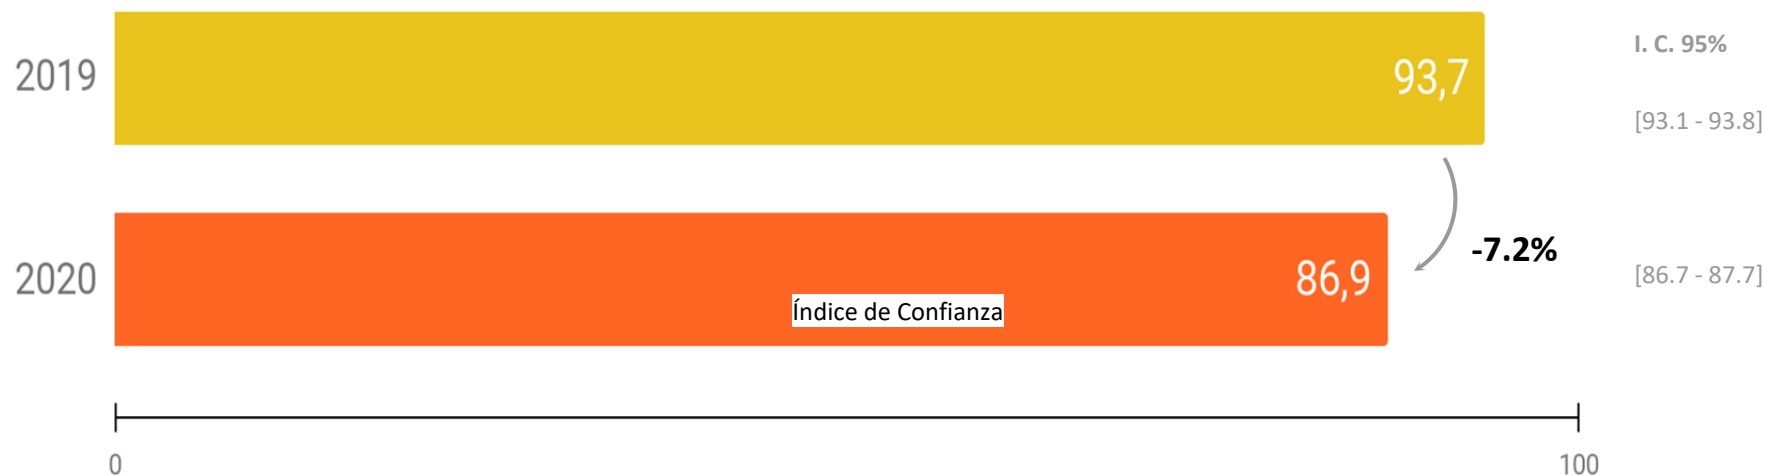 I. C. 95%
2019
93,7
[93.1 - 93.8]
-7.2%
2020
86,9
[86.7 - 87.7]
Índice de Confianza
0
100